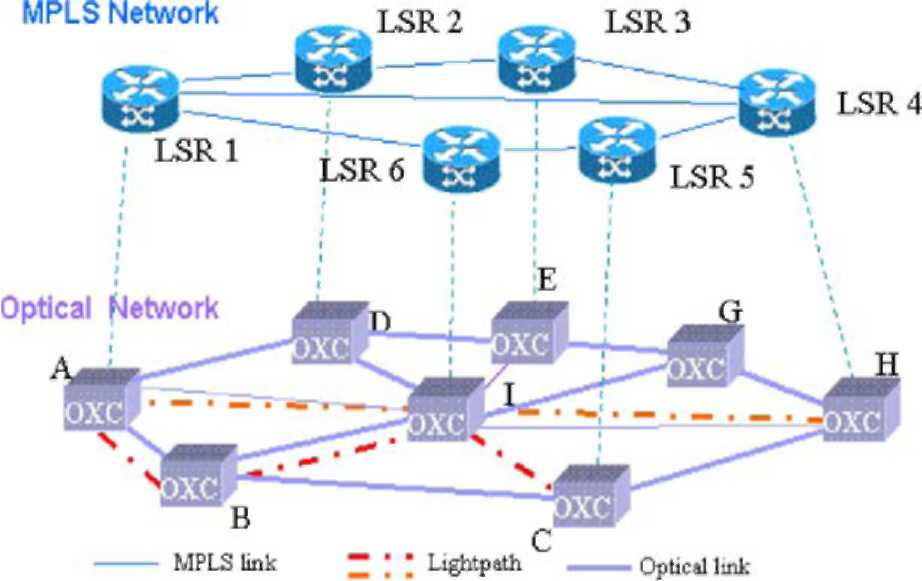 MPLS Network
LSR 2
LSR 3
LSR 4
LSR 1
LSR 6
LSR 5
Optical Network
E
D
G
A
OXC
OXC
OXC
H
OXC
OXC
I
OXC
OXC
B
OXC
C
MPLS link
Lightpath
Optical link